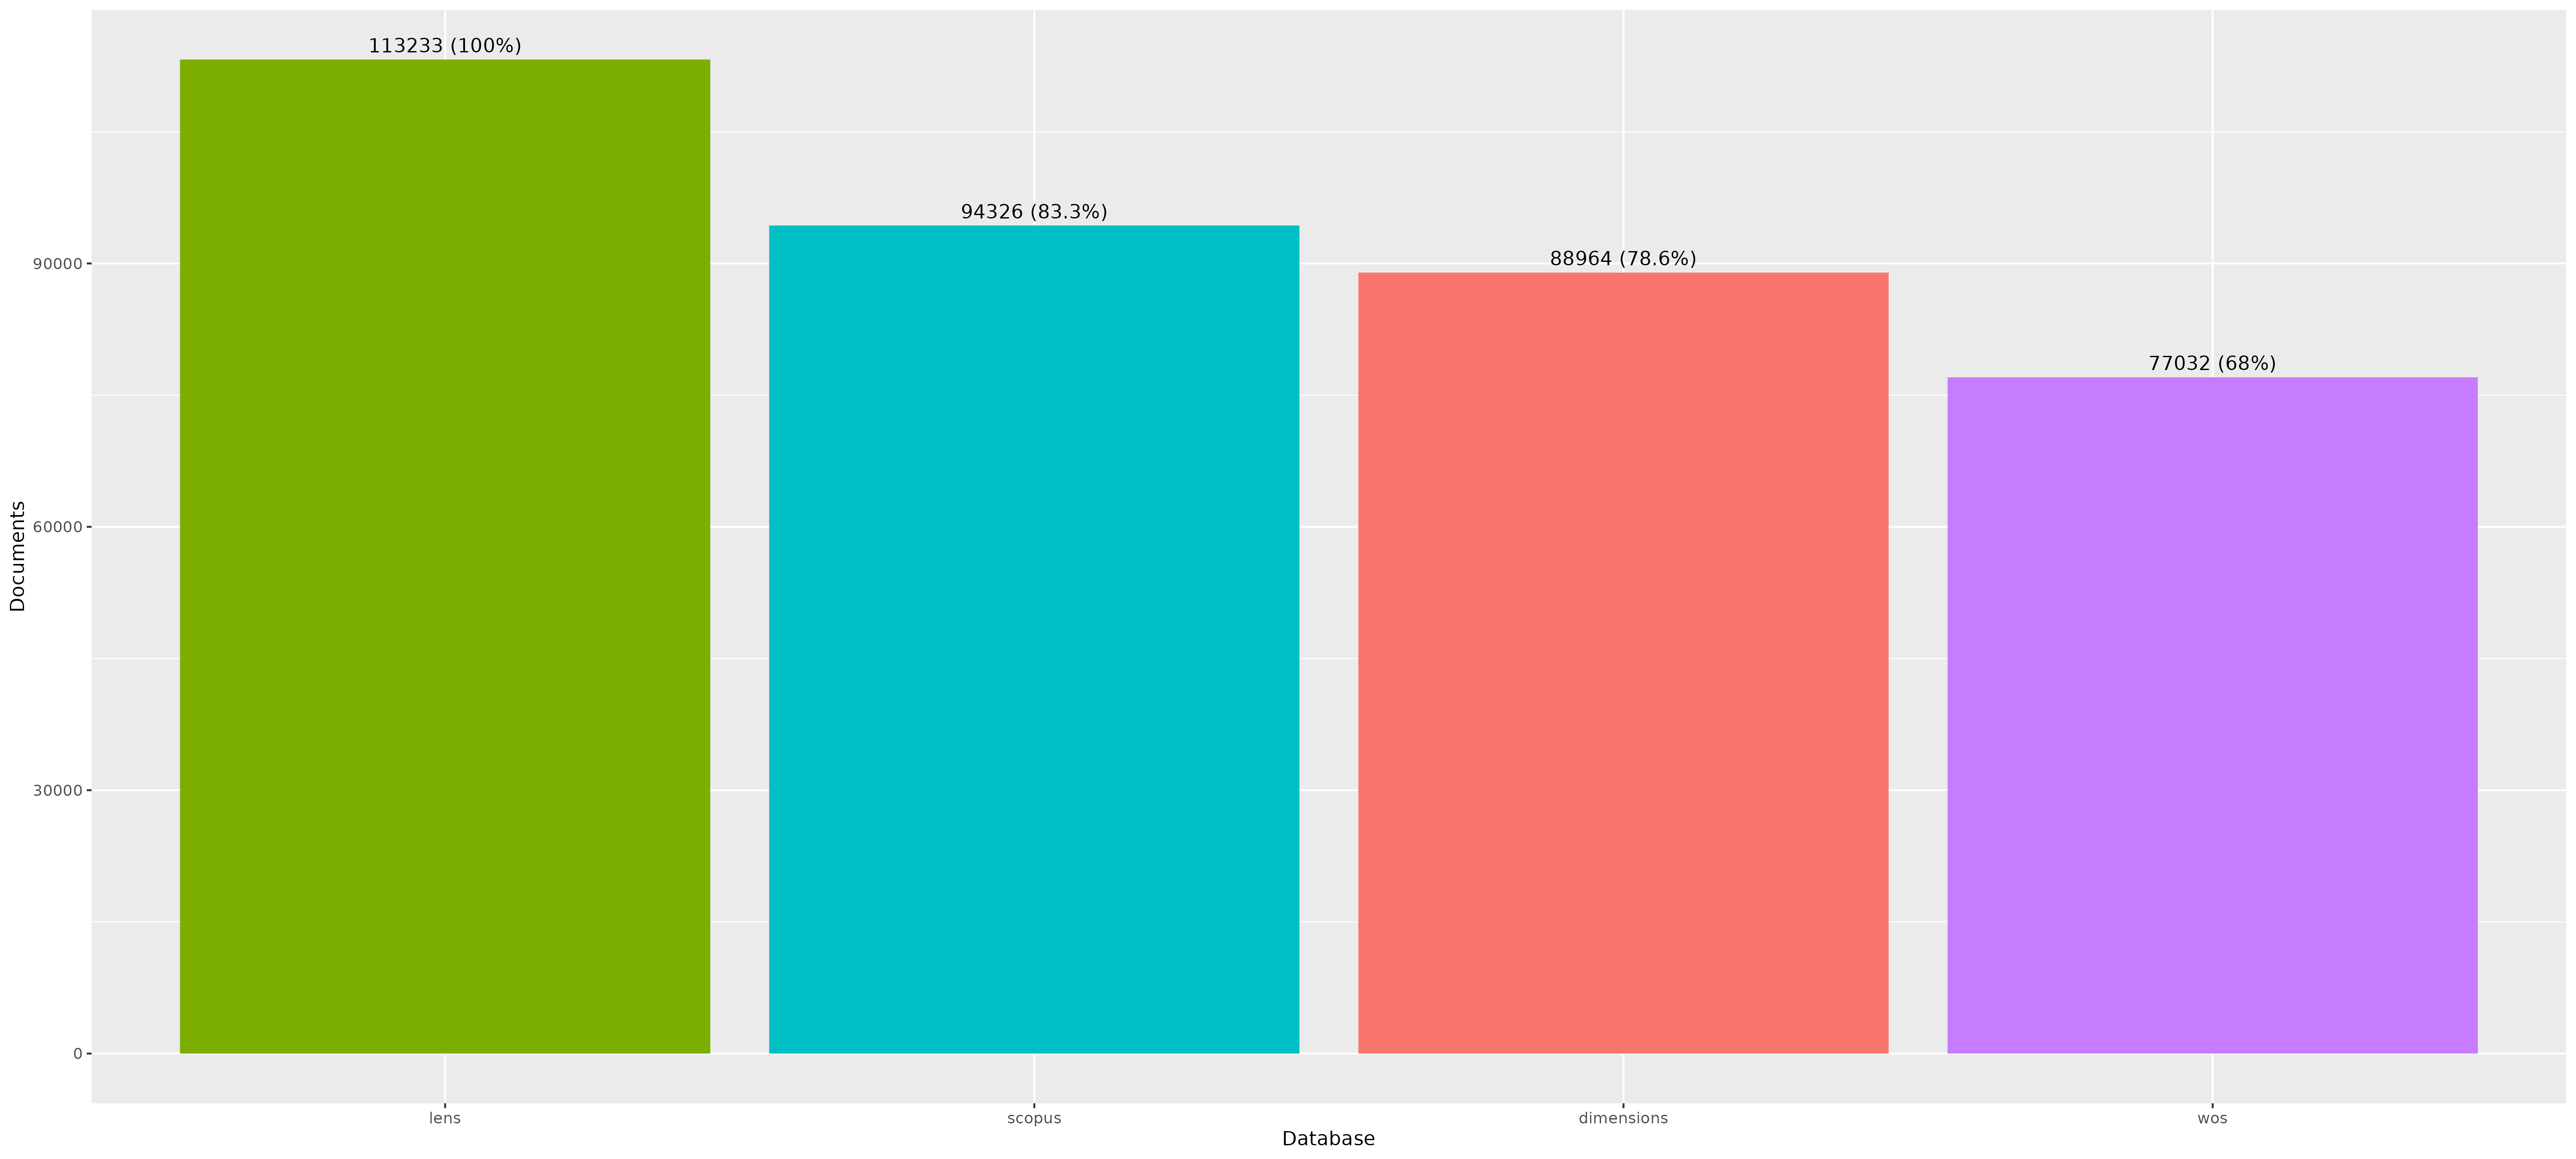 113233 (100%)
94326 (83.3%)
88964 (78.6%)
77032 (68%)
90000
60000
30000
0
Documents
lens
scopus
dimensions
wos
Database